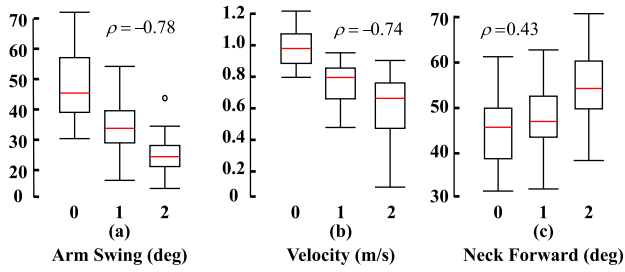 70
60
50
40
30
20
0
ρ = –0.78
0 1 2
(a)
Arm Swing (deg)
1.2
1.0
0.8
0.6
0.4
0.2
0
ρ = –0.74
0 1 2
(b)
Velocity (m/s)
70
60
50
40
30
ρ = 0.43
0 1 2
(c)
Neck Forward (deg)